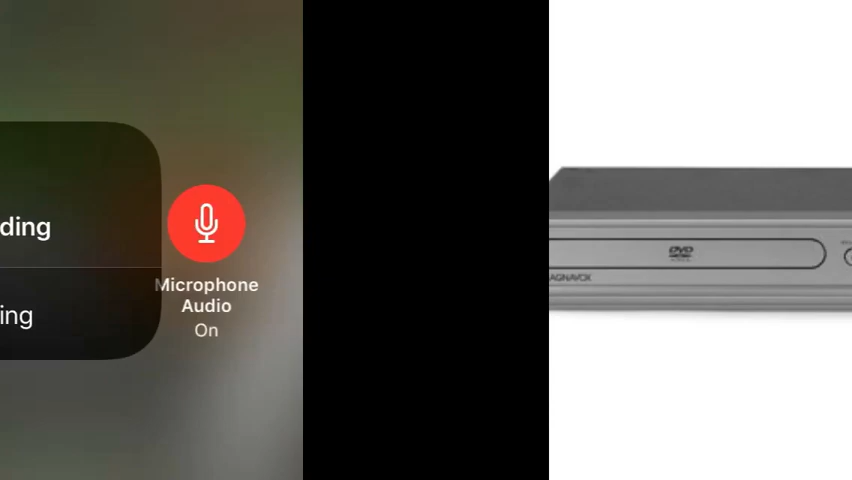 ding
ing
Microphone
Audio
On
DVD
AGNAVOX